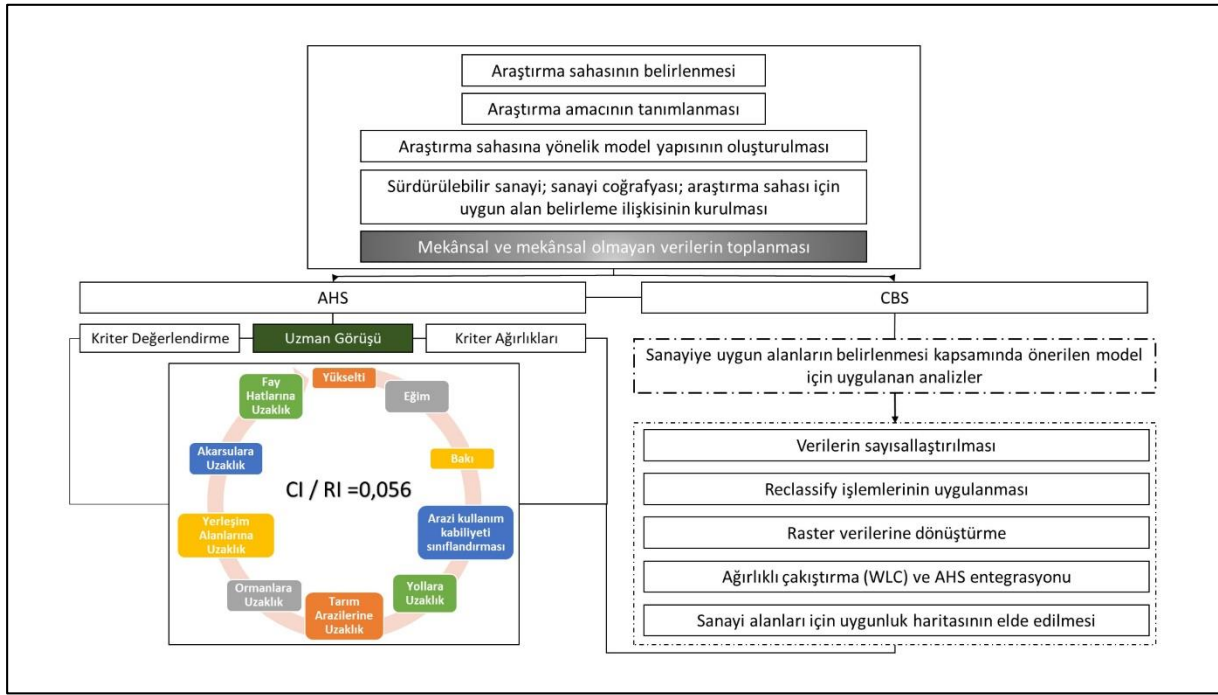 Araştırma sahasının belirlenmesi
Araştırma amacının tanımlanması
Araştırma sahasına yönelik model yapısının oluşturulması
Sürdürülebilir sanayi; sanayi coğrafyası; araştırma sahası için
uygun alan belirleme ilişkisinin kurulması
Mekânsal ve mekânsal olmayan verilerin toplanması
AHS
CBS
Kriter Değerlendirme
Uzman Görüşü
Kriter Ağırlıkları
Yükselti
Eğim
Bakı
Arazi kullanım
kabiliyeti
sınıflandırması
Yollara
Uzaklık
Tarım
Arazilerine
Uzaklık
Ormanlara
Uzaklık
Yerleşim
Alanlarına
Uzaklık
Akarsulara
Uzaklık
Fay
Hatlarına
Uzaklık
CI / RI =0,056
Sanayiye uygun alanların belirlenmesi kapsamında önerilen model
için uygulanan analizler
Verilerin sayısallaştırılması
Reclassify işlemlerinin uygulanması
Raster verilerine dönüştürme
Ağırlıklı çakıştırma (WLC) ve AHS entegrasyonu
Sanayi alanları için uygunluk haritasının elde edilmesi